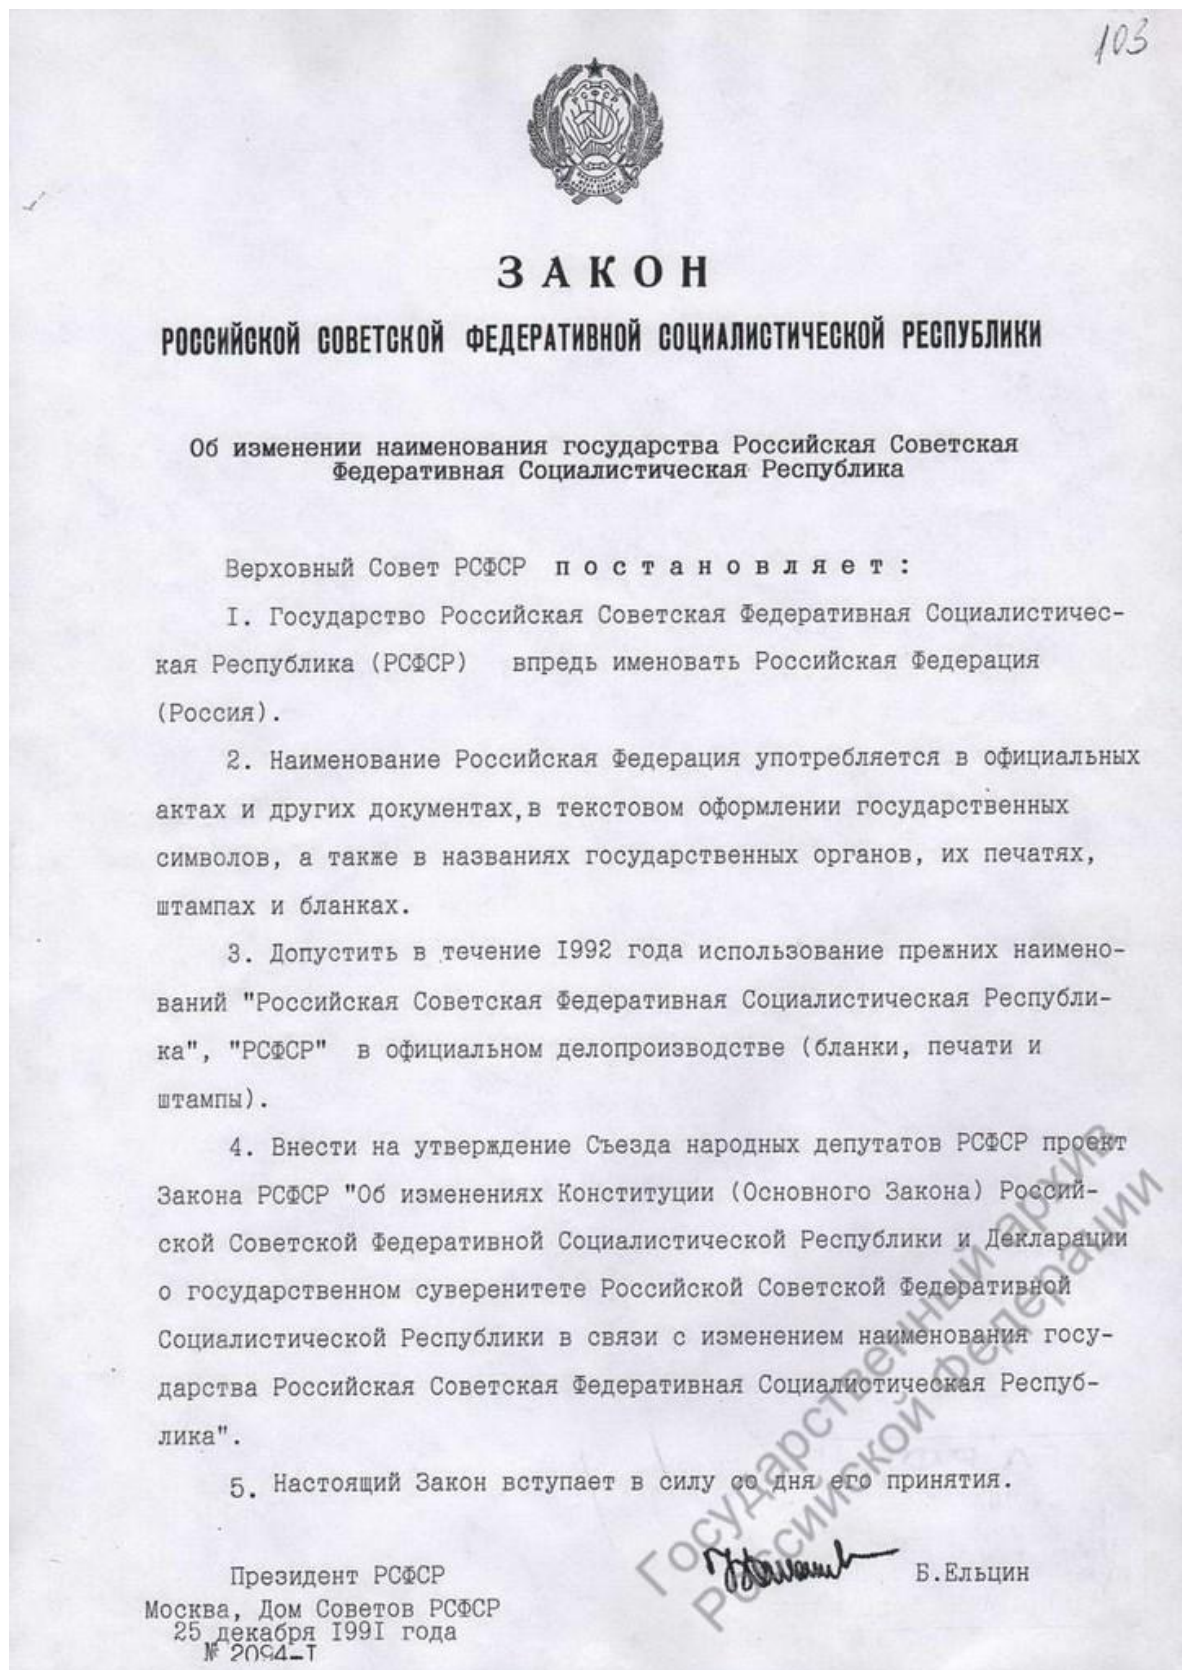 103
ЗАКОН
РОССИЙСКОЙ СОВЕТСКОЙ ФЕДЕРАТИВНОЙ СОЦИАЛИСТИЧЕСКОЙ РЕСПУБЛИКИ
Об изменении наименования государства Российская Советская
Федеративная Социалистическая Республика
Верховный Совет РСФСР постановляет:
1. Государство Российская Советская Федеративная Социалистичес-
кая Республика (РСФСР) впредь именовать Российская Федерация
(Россия).
2. Наименование Российская Федерация употребляется в официальных
актах и других документах, в текстовом оформлении государственных
символов, а также в названиях государственных органов, их печатях,
штампах и бланках.
3. Допустить в течение 1992 года использование прежних наимено-
ваний "Российская Советская Федеративная Социалистическая Республи-
ка", "РСФСР" в официальном делопроизводстве (бланки, печати и
штампы).
4. Внести на утверждение Съезда народных депутатов РСФСР проект
Закона РСФСР "Об изменениях Конституции (Основного Закона) Россий-
ской Советской Федеративной Социалистической Республики и Декларации
о государственном суверенитете Российской Советской Федеративной
Социалистической Республики в связи с изменением наименования госу-
дарства Российская Советская Федеративная Социалистическая Респуб-
лика".
5. Настоящий Закон вступает в силу со дня его принятия.
Президент РСФСР
Б.Ельцин
Москва, Дом Советов РСФСР
25 декабря 1991 года
№ 2094-I
Государственный архив
Российской Федерации